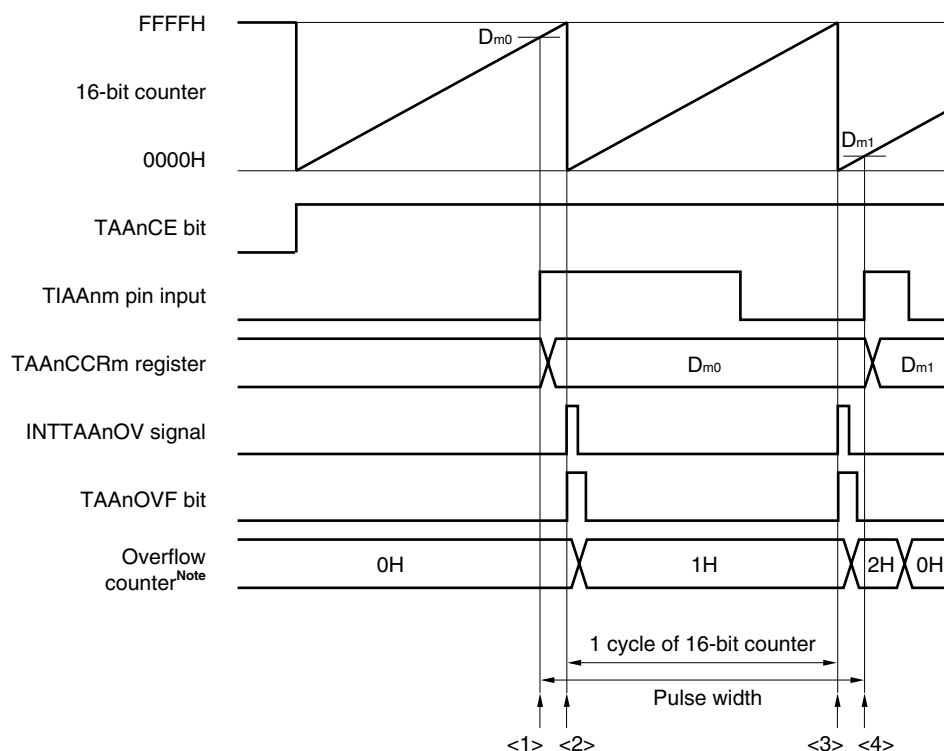 FFFFH
Dm0
16-bit counter
0000H
Dm1
TAAnCE bit
TIAAnm pin input
TAAnCCRm register
Dm0
Dm1
INTTAAnOV signal
TAAnOVF bit
Overflow
counterNote
0H
1H
2H
0H
1 cycle of 16-bit counter
Pulse width
<1> <2> <3> <4>